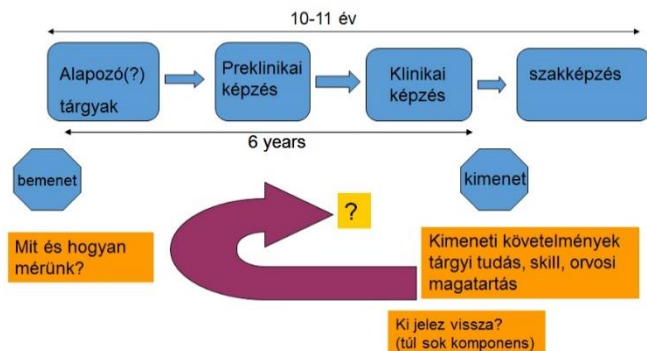 10-11 év
Alapozó(?)
tárgyak
Preklinikai
képzés
Klinikai
képzés
szakképzés
6 years
bemenet
kimenet
?
Mit és hogyan
mérünk?
Kimeneti követelmények
tárgyi tudás, skill, orvosi
magatartás
Ki jelez vissza?
(túl sok komponens)